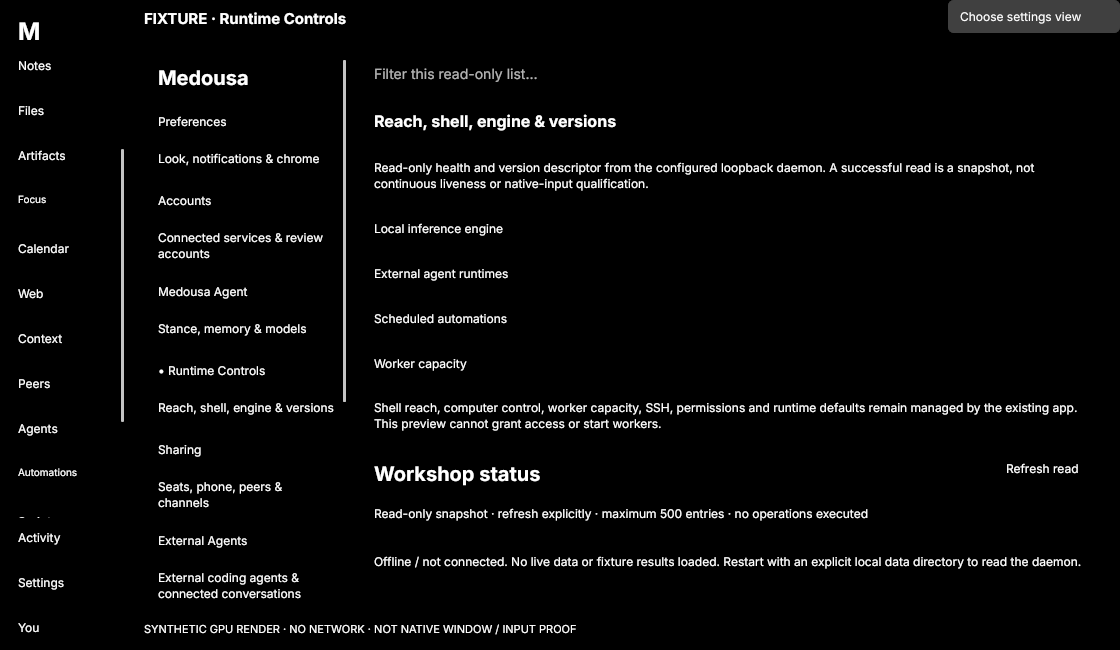 M
Notes
Files
Artifacts
Focus
Calendar
Web
Context
Peers
Agents
Automations
Activity
Settings
You
FIXTURE · Runtime Controls
Choose settings view
Medousa
Preferences
Look, notifications & chrome
Accounts
Connected services & review
accounts
Medousa Agent
Stance, memory & models
• Runtime Controls
Reach, shell, engine & versions
Sharing
Seats, phone, peers &
channels
External Agents
External coding agents &
connected conversations
Filter this read-only list...
Reach, shell, engine & versions
Read-only health and version descriptor from the configured loopback daemon. A successful read is a snapshot, not
continuous liveness or native-input qualification.
Local inference engine
External agent runtimes
Scheduled automations
Worker capacity
Shell reach, computer control, worker capacity, SSH, permissions and runtime defaults remain managed by the existing app.
This preview cannot grant access or start workers.
Workshop status
Refresh read
Read-only snapshot · refresh explicitly · maximum 500 entries · no operations executed
Offline / not connected. No live data or fixture results loaded. Restart with an explicit local data directory to read the daemon.
SYNTHETIC GPU RENDER · NO NETWORK · NOT NATIVE WINDOW / INPUT PROOF